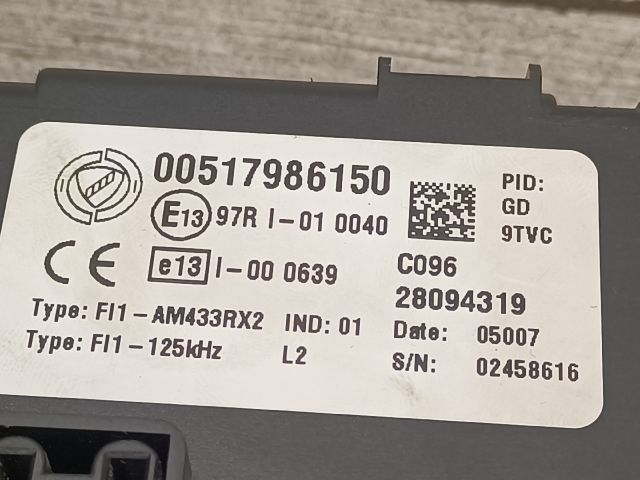 00517986150
E13 97R I-01 0040
e13 I-00 0639
CE
Type: FI1-AM433RX2 IND: 01
Type: FI1-125kHz L2
PID:
GD
9TVC
C096
28094319
Date: 05007
S/N: 02458616